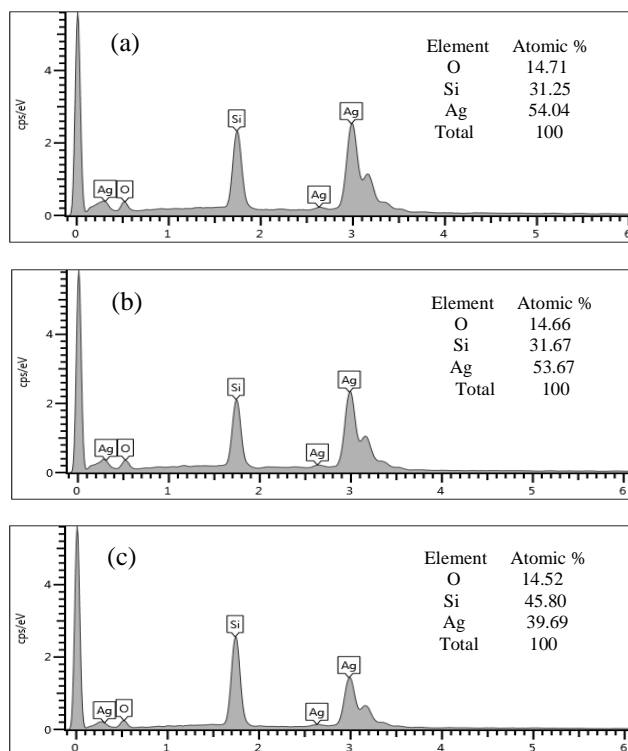 (a)
Element Atomic %
O 14.71
Si 31.25
Ag 54.04
Total 100
cps/eV
4
2
0
Si
Ag
Ag
O
Ag
0 1 2 3 4 5 6
(b)
Element Atomic %
O 14.66
Si 31.67
Ag 53.67
Total 100
cps/eV
4
2
0
Si
Ag
Ag
O
Ag
0 1 2 3 4 5 6
(c)
Element Atomic %
O 14.52
Si 45.80
Ag 39.69
Total 100
cps/eV
4
2
0
Si
Ag
Ag
O
Ag
0 1 2 3 4 5 6